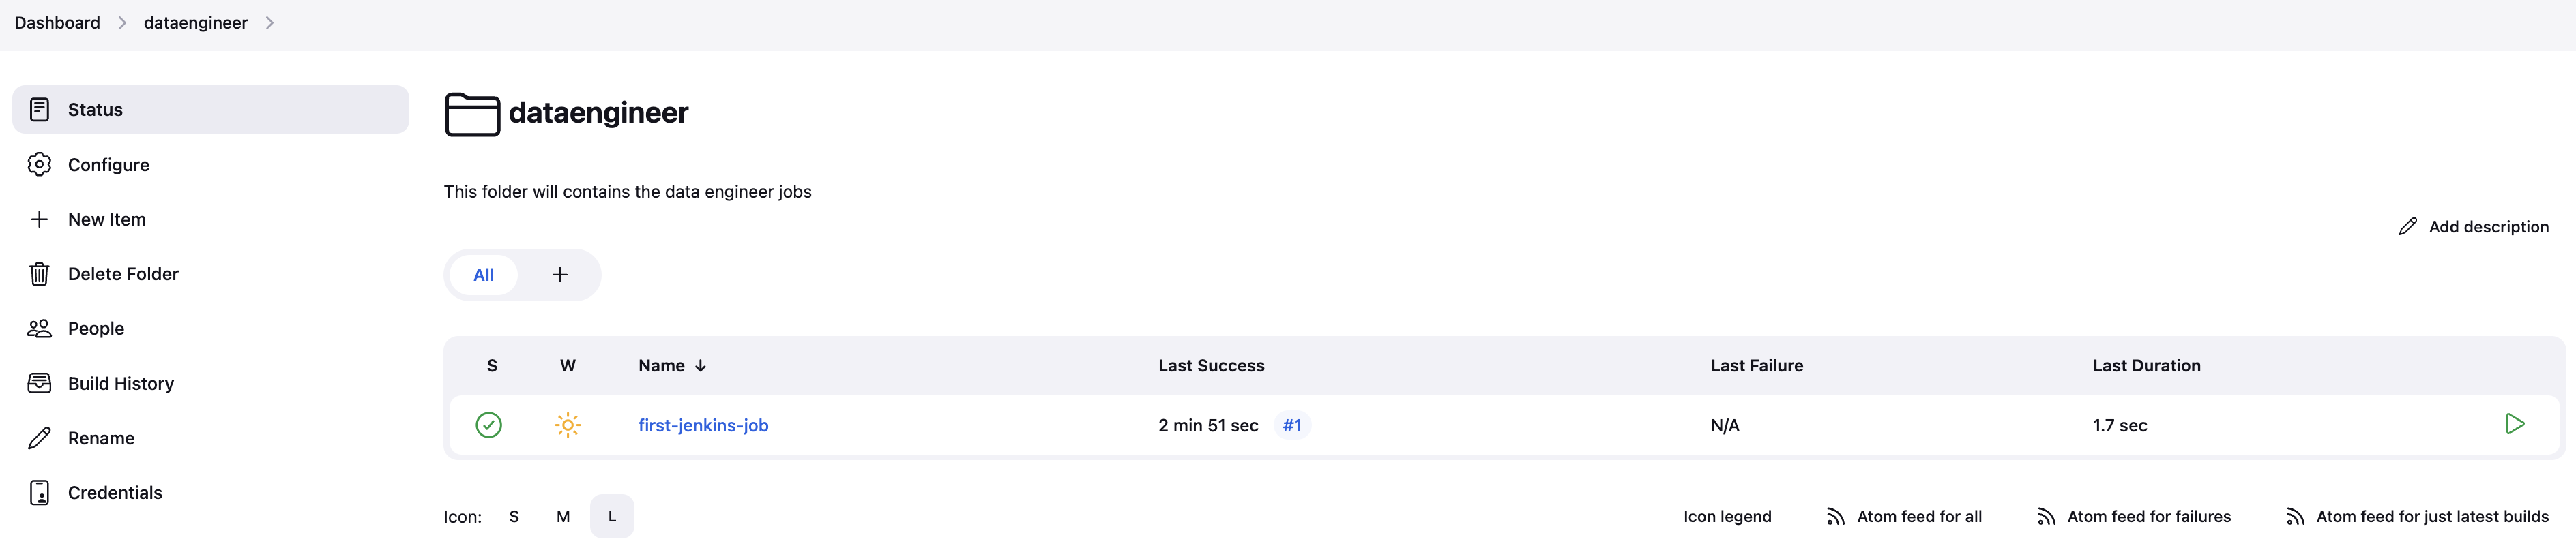 Dashboard
dataengineer
Status
Configure
New Item
Delete Folder
People
Build History
Rename
Credentials
dataengineer
This folder will contains the data engineer jobs
Add description
All +
S W Name ↓ Last Success Last Failure Last Duration
first-jenkins-job 2 min 51 sec #1 N/A 1.7 sec
Icon: S M L
Icon legend Atom feed for all Atom feed for failures Atom feed for just latest builds